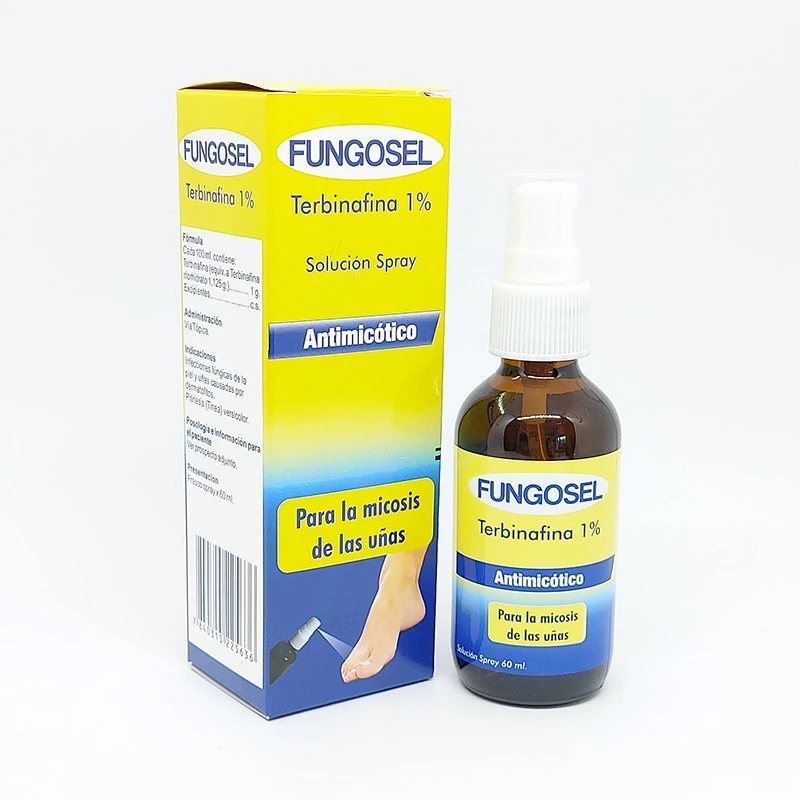 FUNGOSEL
Terbinafina 1%
Fórmula
Cada 100 ml. contiene:
Terbinafina (equiv. a Terbinafina
clorhidrato 1,125 g.)........... 1 g.
Excipientes................... c.s.
Administración
Vía Tópica.
Indicaciones
Infecciones fúngicas de la
piel y uñas causadas por
dermatofitos.
Pitiriasis (Tinea) versicolor.
Posología e información para
el paciente
Ver prospecto adjunto.
Presentación
Frasco spray x 60 ml.
7 840315 225636
FUNGOSEL
Terbinafina 1%
Solución Spray
Antimicótico
Para la micosis
de las uñas
FUNGOSEL
Terbinafina 1%
Antimicótico
Para la micosis
de las uñas
Solución Spray 60 ml.